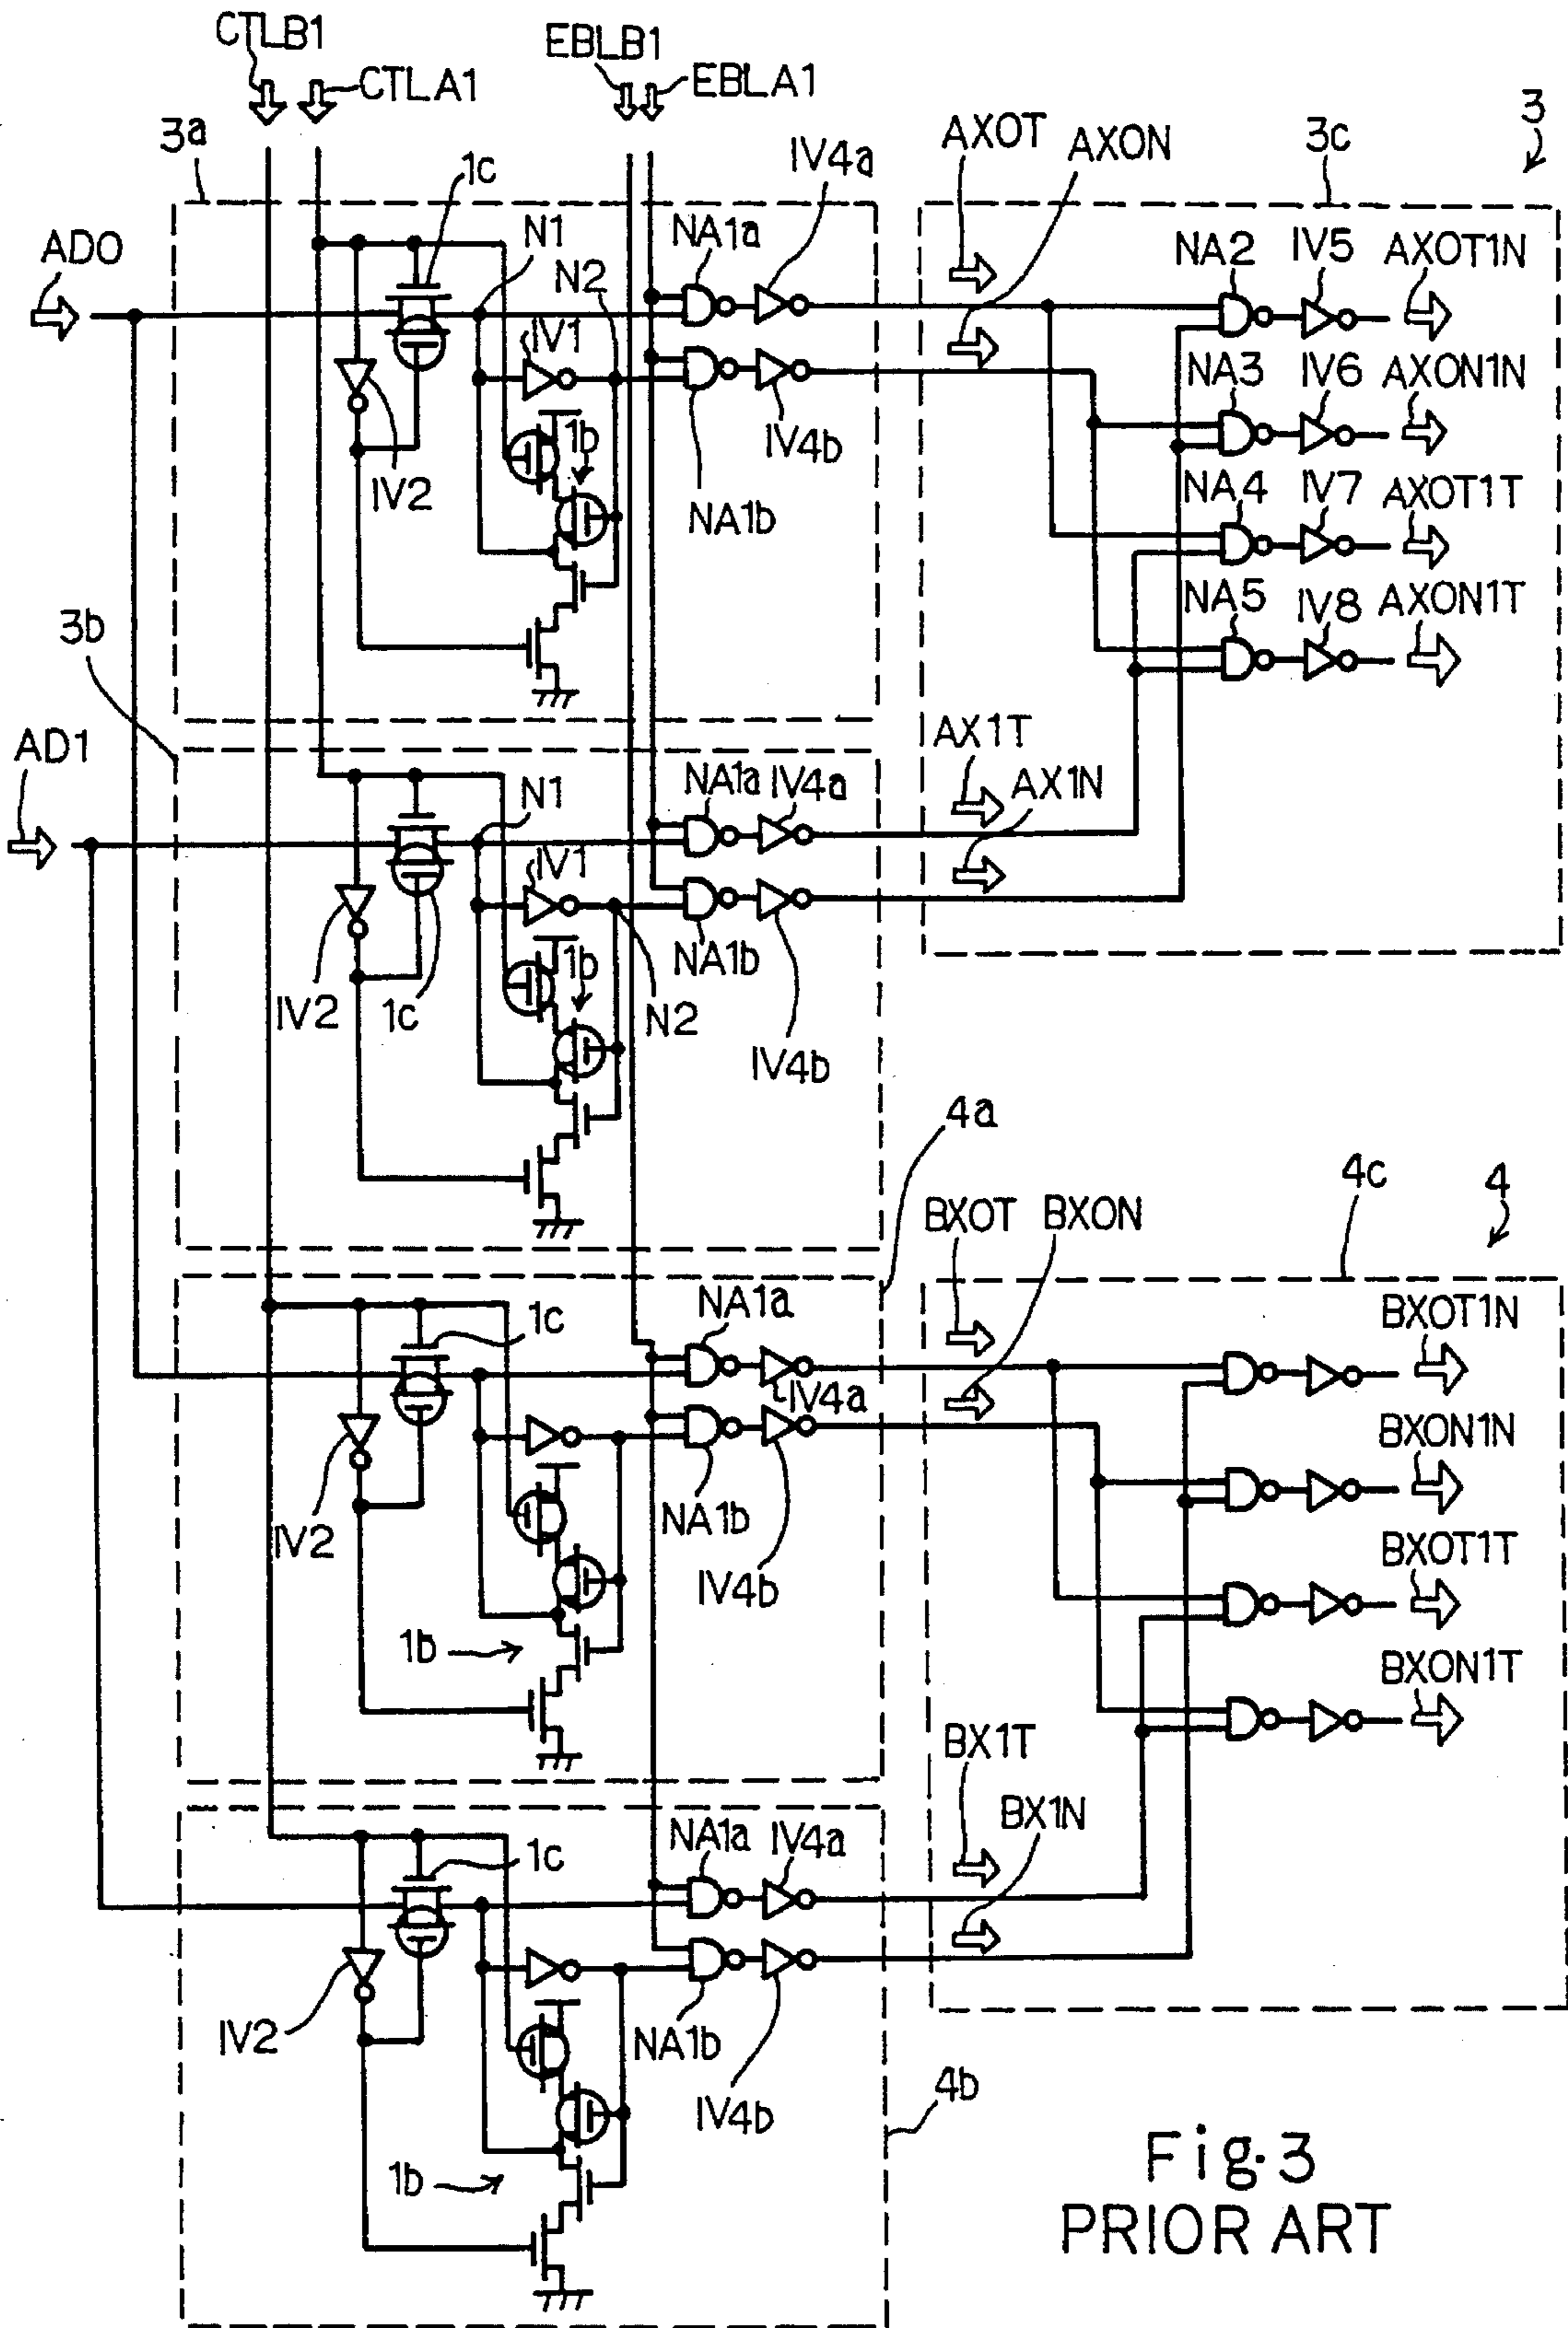 CTLB1
CTLA1
EBLB1
EBLA1
3a
1c
N1
N2
NA1a
IV4a
AXOT
AXON
3c
3
AD0
NA2
IV5
AXOT1N
IV1
NA3
IV6
AXON1N
1b
IV4b
IV2
NA1b
NA4
IV7
AXOT1T
3b
NA5
IV8
AXON1T
AD1
AX1T
AX1N
NA1a
IV4a
N1
IV1
1b
NA1b
IV2
1c
N2
IV4b
4a
4c
4
BXOT
BXON
NA1a
1c
BXOT1N
IV4a
BXON1N
NA1b
IV2
BXOT1T
IV4b
1b
BXON1T
BX1T
BX1N
NA1a
IV4a
1c
IV2
NA1b
4b
IV4b
1b
Fig.3
PRIOR ART